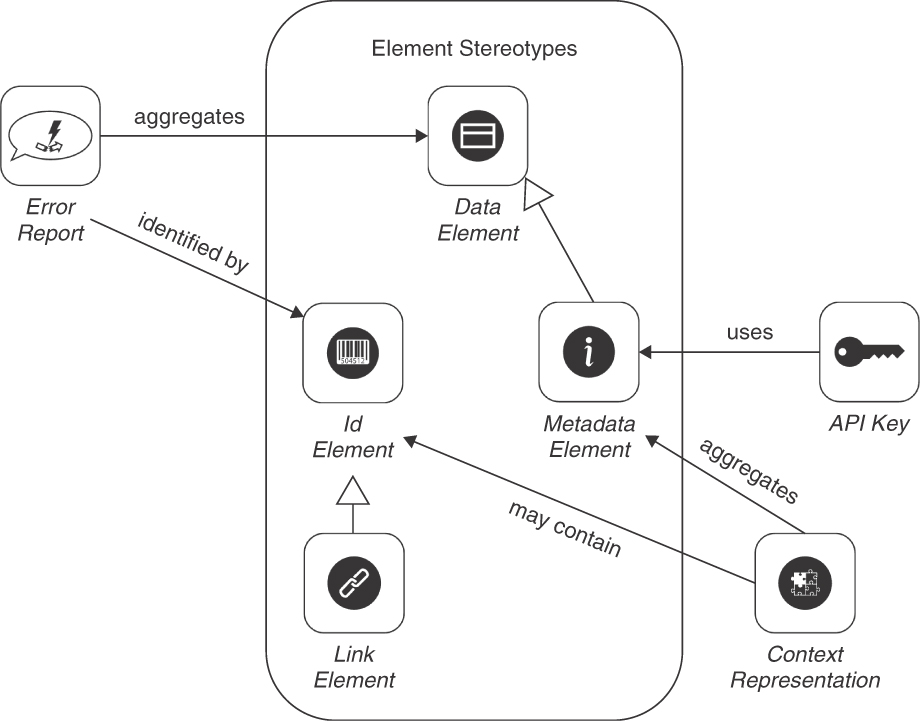 Element Stereotypes
aggregates
Error
Report
Data
Element
identified by
504512
uses
Id
Element
Metadata
Element
API Key
aggregates
may contain
Link
Element
Context
Representation